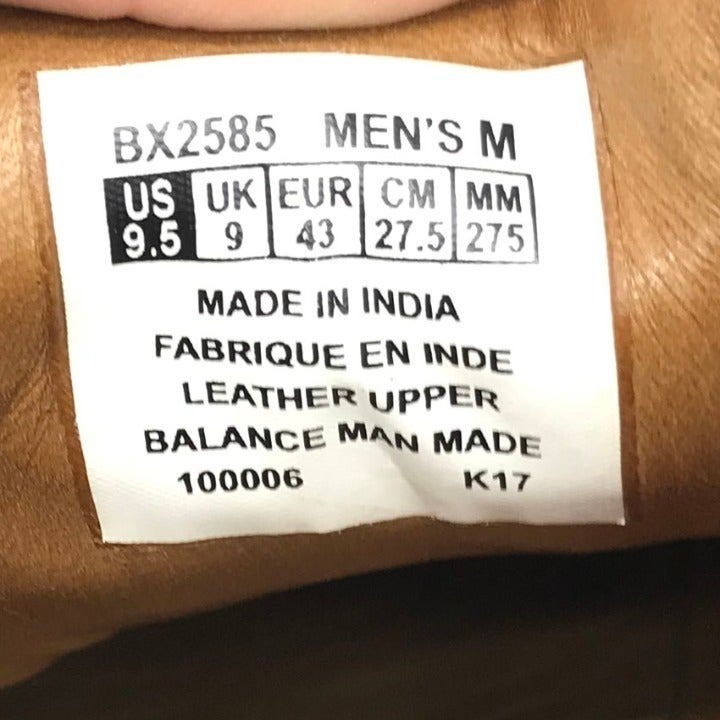 BX2585 MEN'S M
US UK EUR CM MM
9.5 9 43 27.5 275
MADE IN INDIA
FABRIQUE EN INDE
LEATHER UPPER
BALANCE MAN MADE
100006 K17